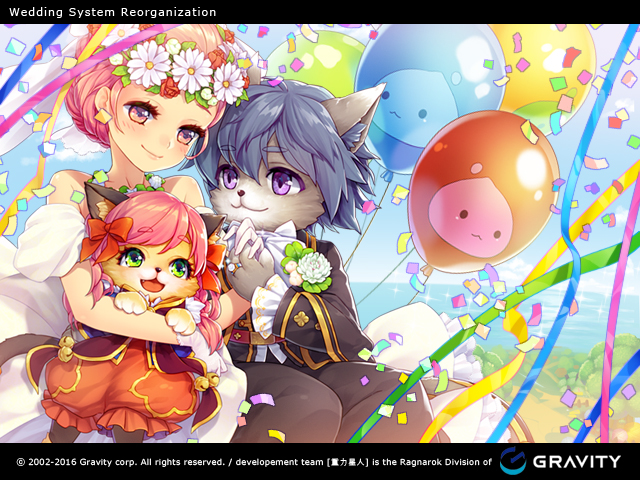 Wedding System Reorganization
© 2002-2016 Gravity corp. All rights reserved. / developement team [重力星人] is the Ragnarok Division of GRAVITY